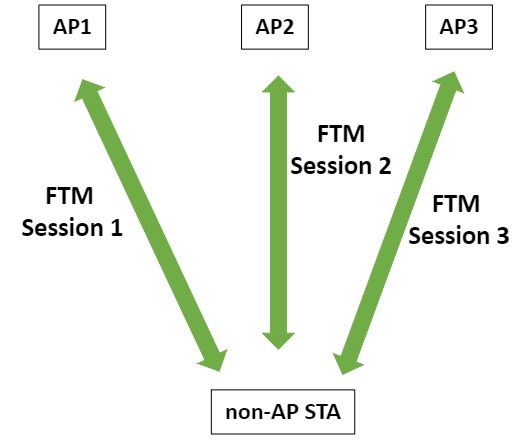 AP1
AP2
AP3
FTM
Session 1
FTM
Session 2
FTM
Session 3
non-AP STA